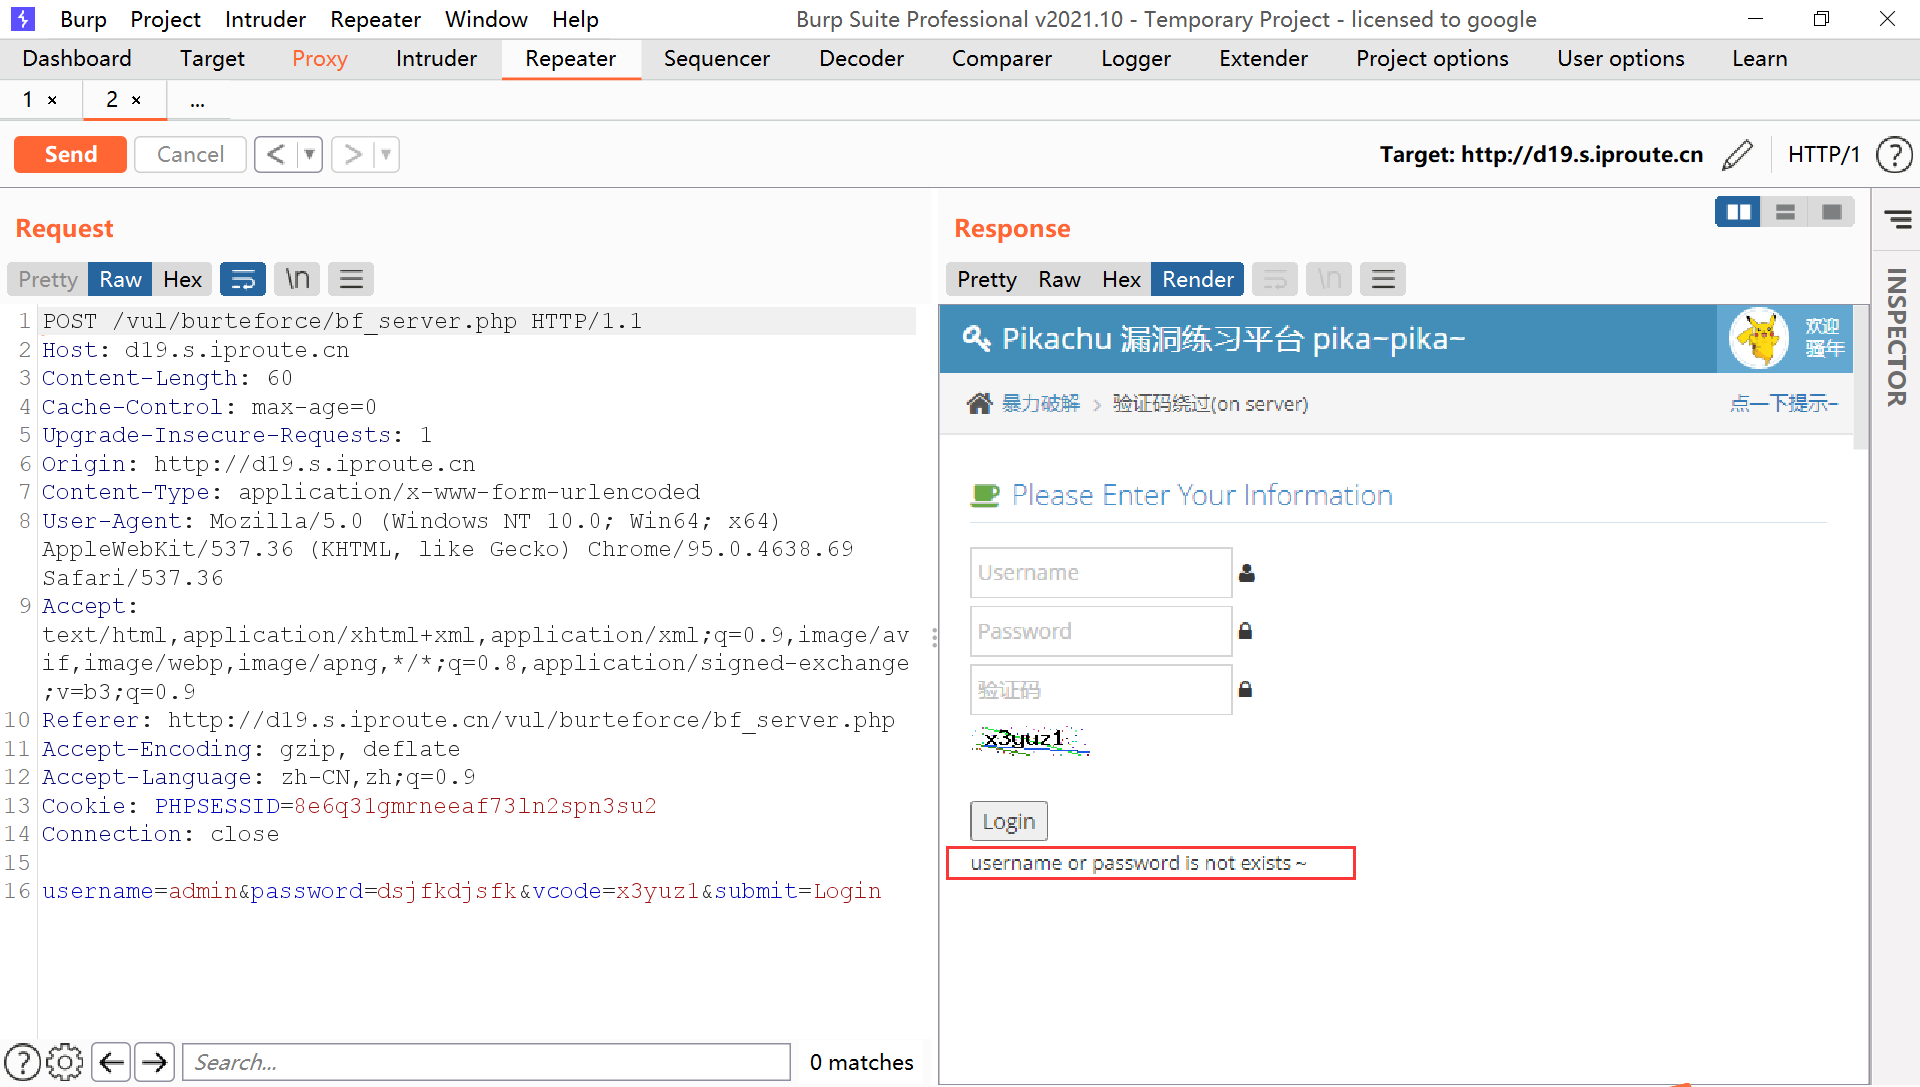 Burp Project Intruder Repeater Window Help Burp Suite Professional v2021.10 - Temporary Project - licensed to google
Dashboard Target Proxy Intruder Repeater Sequencer Decoder Comparer Logger Extender Project options User options Learn
1 × 2 × ...
Send Cancel < > Target: http://d19.s.iproute.cn HTTP/1 ?
Request
Pretty Raw Hex \n
1 POST /vul/burteforce/bf_server.php HTTP/1.1
2 Host: d19.s.iproute.cn
3 Content-Length: 60
4 Cache-Control: max-age=0
5 Upgrade-Insecure-Requests: 1
6 Origin: http://d19.s.iproute.cn
7 Content-Type: application/x-www-form-urlencoded
8 User-Agent: Mozilla/5.0 (Windows NT 10.0; Win64; x64)
AppleWebKit/537.36 (KHTML, like Gecko) Chrome/95.0.4638.69
Safari/537.36
9 Accept:
text/html,application/xhtml+xml,application/xml;q=0.9,image/av
if,image/webp,image/apng,*/*;q=0.8,application/signed-exchange
;v=b3;q=0.9
10 Referer: http://d19.s.iproute.cn/vul/burteforce/bf_server.php
11 Accept-Encoding: gzip, deflate
12 Accept-Language: zh-CN,zh;q=0.9
13 Cookie: PHPSESSID=8e6q31gmrneeaf73ln2spn3su2
14 Connection: close
15
16 username=admin&password=dsjfkdjsfk&vcode=x3yuz1&submit=Login
? Search... 0 matches
Response
Pretty Raw Hex Render \n
Pikachu 漏洞练习平台 pika~pika~
欢迎
骚年
暴力破解 > 验证码绕过(on server) 点一下提示~
Please Enter Your Information
Username
Password
验证码
x3yuz1
Login
username or password is not exists ~
INSPECTOR